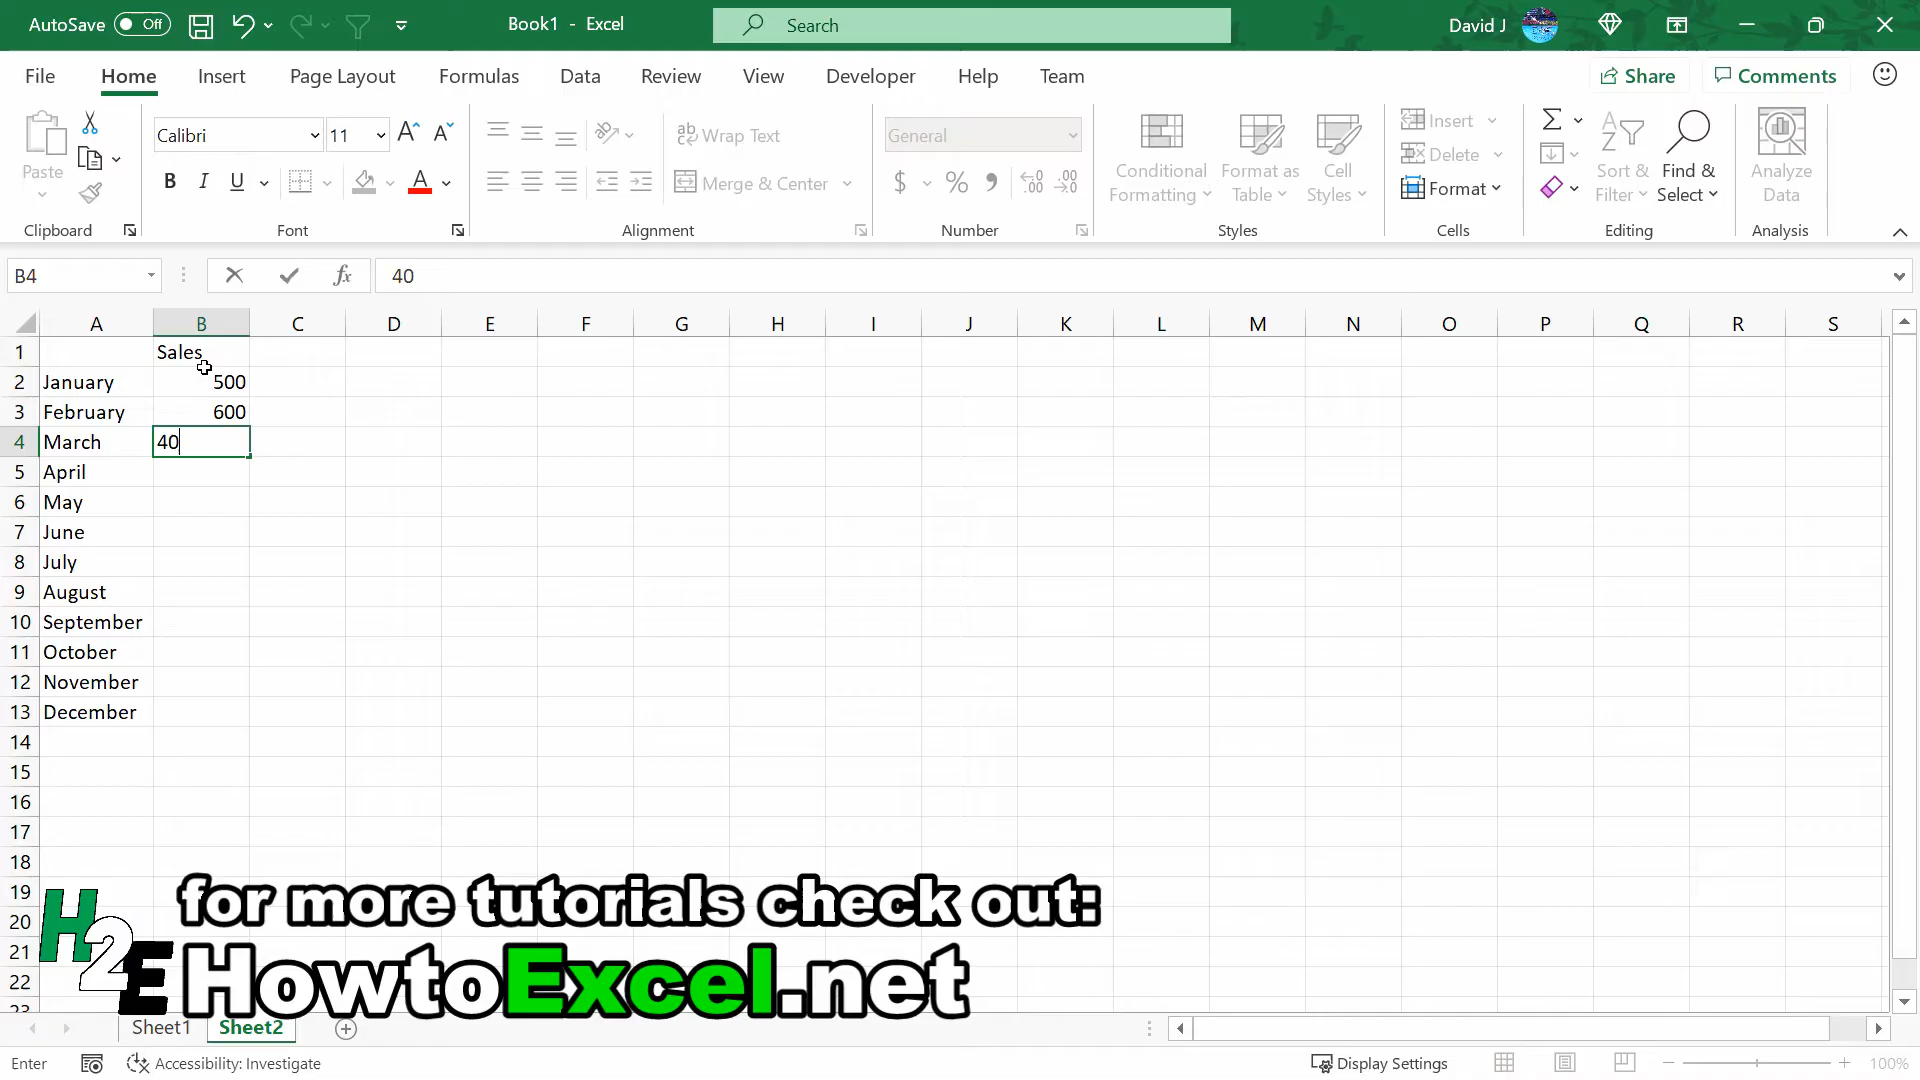 AutoSave Off Book1 - Excel Search David J
File Home Insert Page Layout Formulas Data Review View Developer Help Team Share Comments
Paste Calibri 11 Wrap Text General Conditional Formatting Format as Table Cell Styles Insert Sort & Filter Find & Select Analyze Data
B I U A Merge & Center $ % Delete
Format
Clipboard Font Alignment Number Styles Cells Editing Analysis
B4 fx 40
A B C D E F G H I J K L M N O P Q R S
1 Sales
2 January 500
3 February 600
4 March 40
5 April
6 May
7 June
8 July
9 August
10 September
11 October
12 November
13 December
14
15
16
17
18
19
20
21
22
23
for more tutorials check out:
H2E HowtoExcel.net
Sheet1 Sheet2
Enter Accessibility: Investigate Display Settings 100%